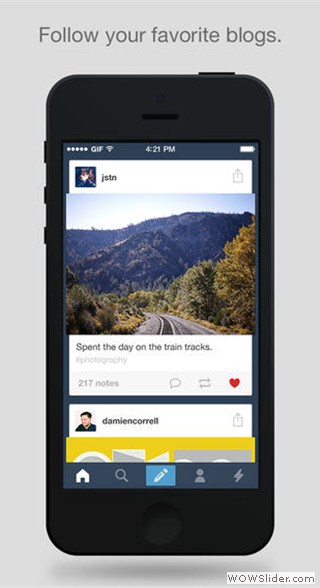 Follow your favorite blogs.
GIF
4:21 PM
jstn
Spent the day on the train tracks.
#photography
217 notes
damiencorrell
WOWSlider.com